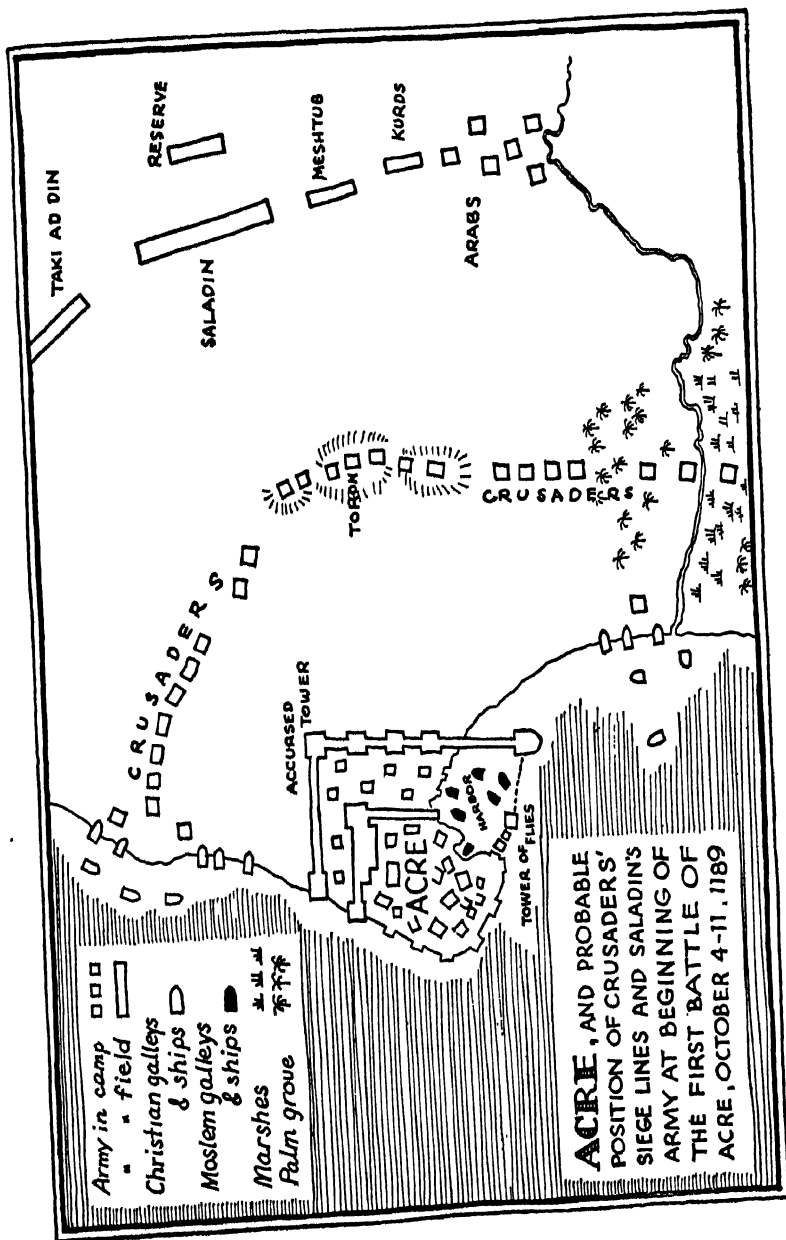 TAKI AD DIN
RESERVE
SALADIN
MESHTUB
KURDS
ARABS
TORON
CRUSADERS
CRUSADERS
ACCURSED
TOWER
ACRE
HARBOR
TOWER OF FLIES
Army in camp
" " field
Christian galleys
& ships
Moslem galleys
& ships
Marshes
Palm grove
ACRE, AND PROBABLE
POSITION OF CRUSADERS'
SIEGE LINES AND SALADIN'S
ARMY AT BEGINNING OF
THE FIRST BATTLE OF
ACRE, OCTOBER 4-11, 1189